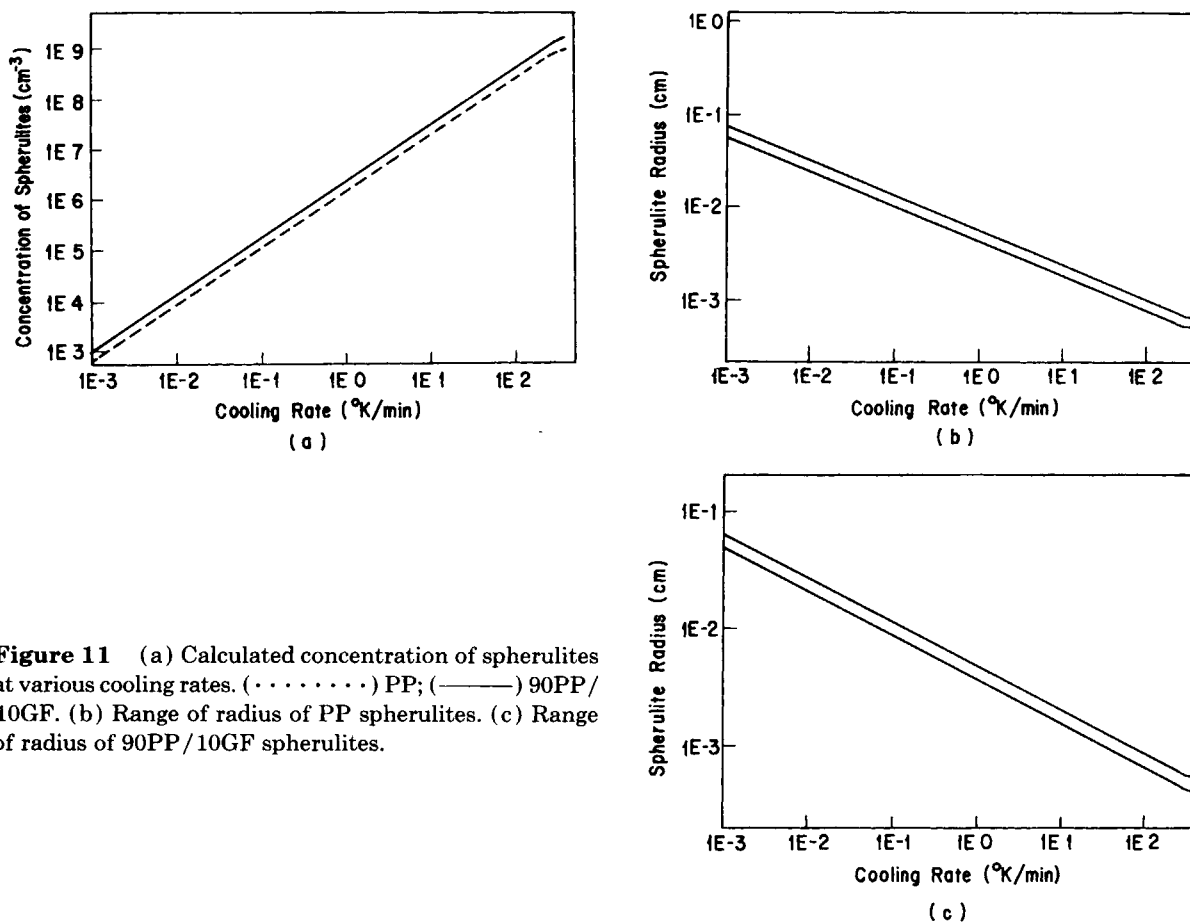 Concentration of Spherulites (cm⁻³)
1E 9
1E 8
1E 7
1E 6
1E 5
1E 4
1E 3
1E-3 1E-2 1E-1 1E 0 1E 1 1E 2
Cooling Rate (°K/min)
( a )
Spherulite Radius (cm)
1E 0
1E-1
1E-2
1E-3
1E-3 1E-2 1E-1 1E 0 1E 1 1E 2
Cooling Rate (°K/min)
( b )
Spherulite Radius (cm)
1E-1
1E-2
1E-3
1E-3 1E-2 1E-1 1E 0 1E 1 1E 2
Cooling Rate (°K/min)
( c )
Figure 11 (a) Calculated concentration of spherulites
at various cooling rates. (· · · · · · · ·) PP; (———) 90PP/
10GF. (b) Range of radius of PP spherulites. (c) Range
of radius of 90PP/10GF spherulites.